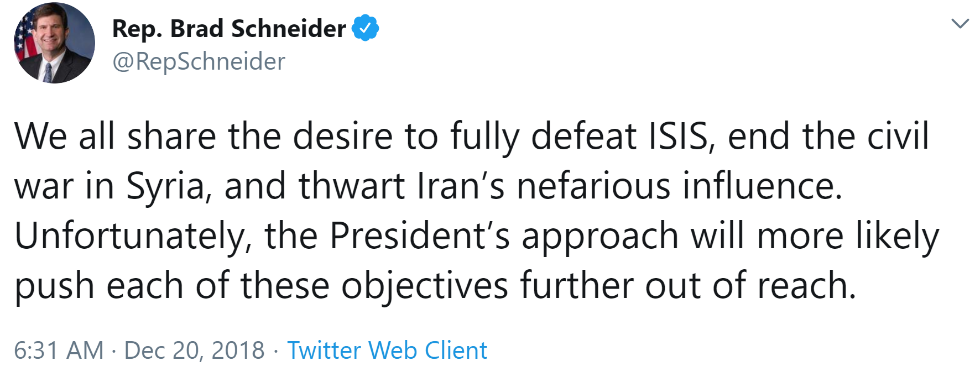 Rep. Brad Schneider
@RepSchneider
We all share the desire to fully defeat ISIS, end the civil
war in Syria, and thwart Iran’s nefarious influence.
Unfortunately, the President’s approach will more likely
push each of these objectives further out of reach.
6:31 AM · Dec 20, 2018 · Twitter Web Client